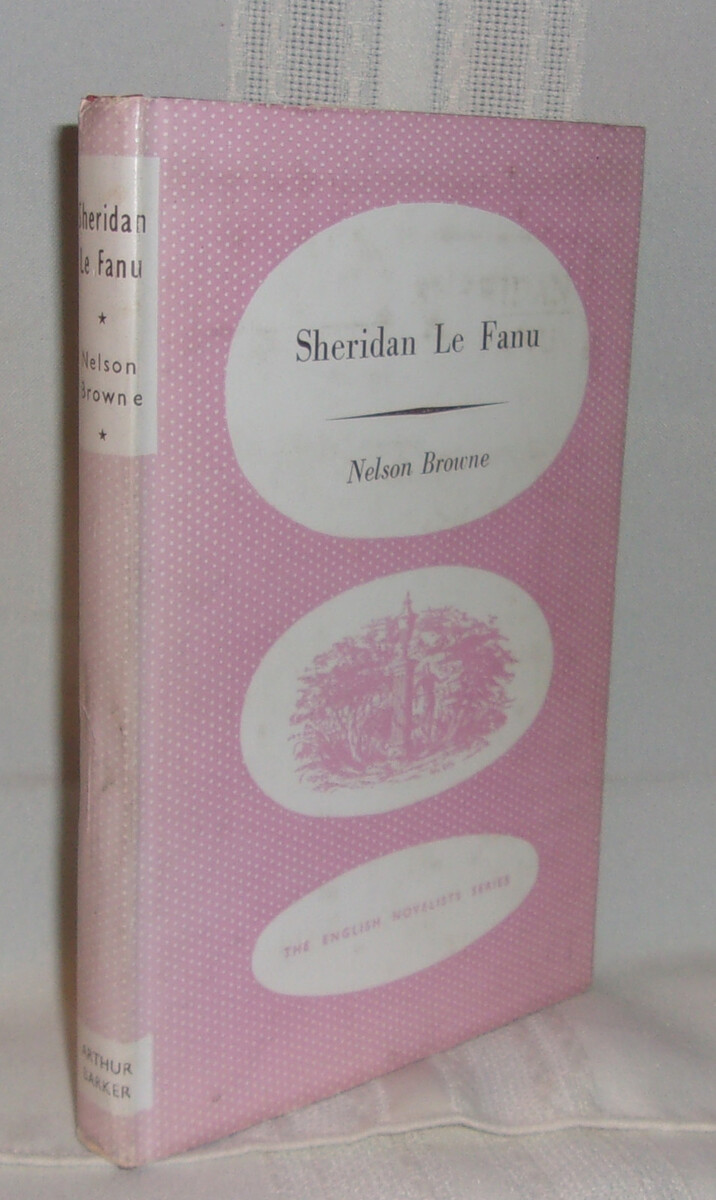 Sheridan
Le Fanu
★
Nelson
Browne
★
ARTHUR
BARKER
Sheridan Le Fanu
Nelson Browne
THE ENGLISH NOVELISTS SERIES